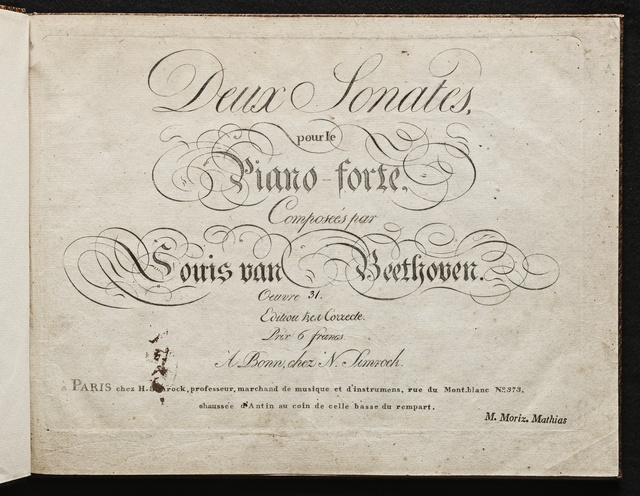 Deux Sonates,
pour le
Piano-forte.
Composées par
Louis van Beethoven.
Oeuvre 31.
Edition tres Correcte.
Prix 6 francs.
A Bonn, chez N. Simrock.
à PARIS chez H. Simrock, professeur, marchand de musique et d'instrumens, rue du Mont.blanc Nº. 373,
chaussée d'Antin au coin de celle basse du rempart.
M. Moriz. Mathias